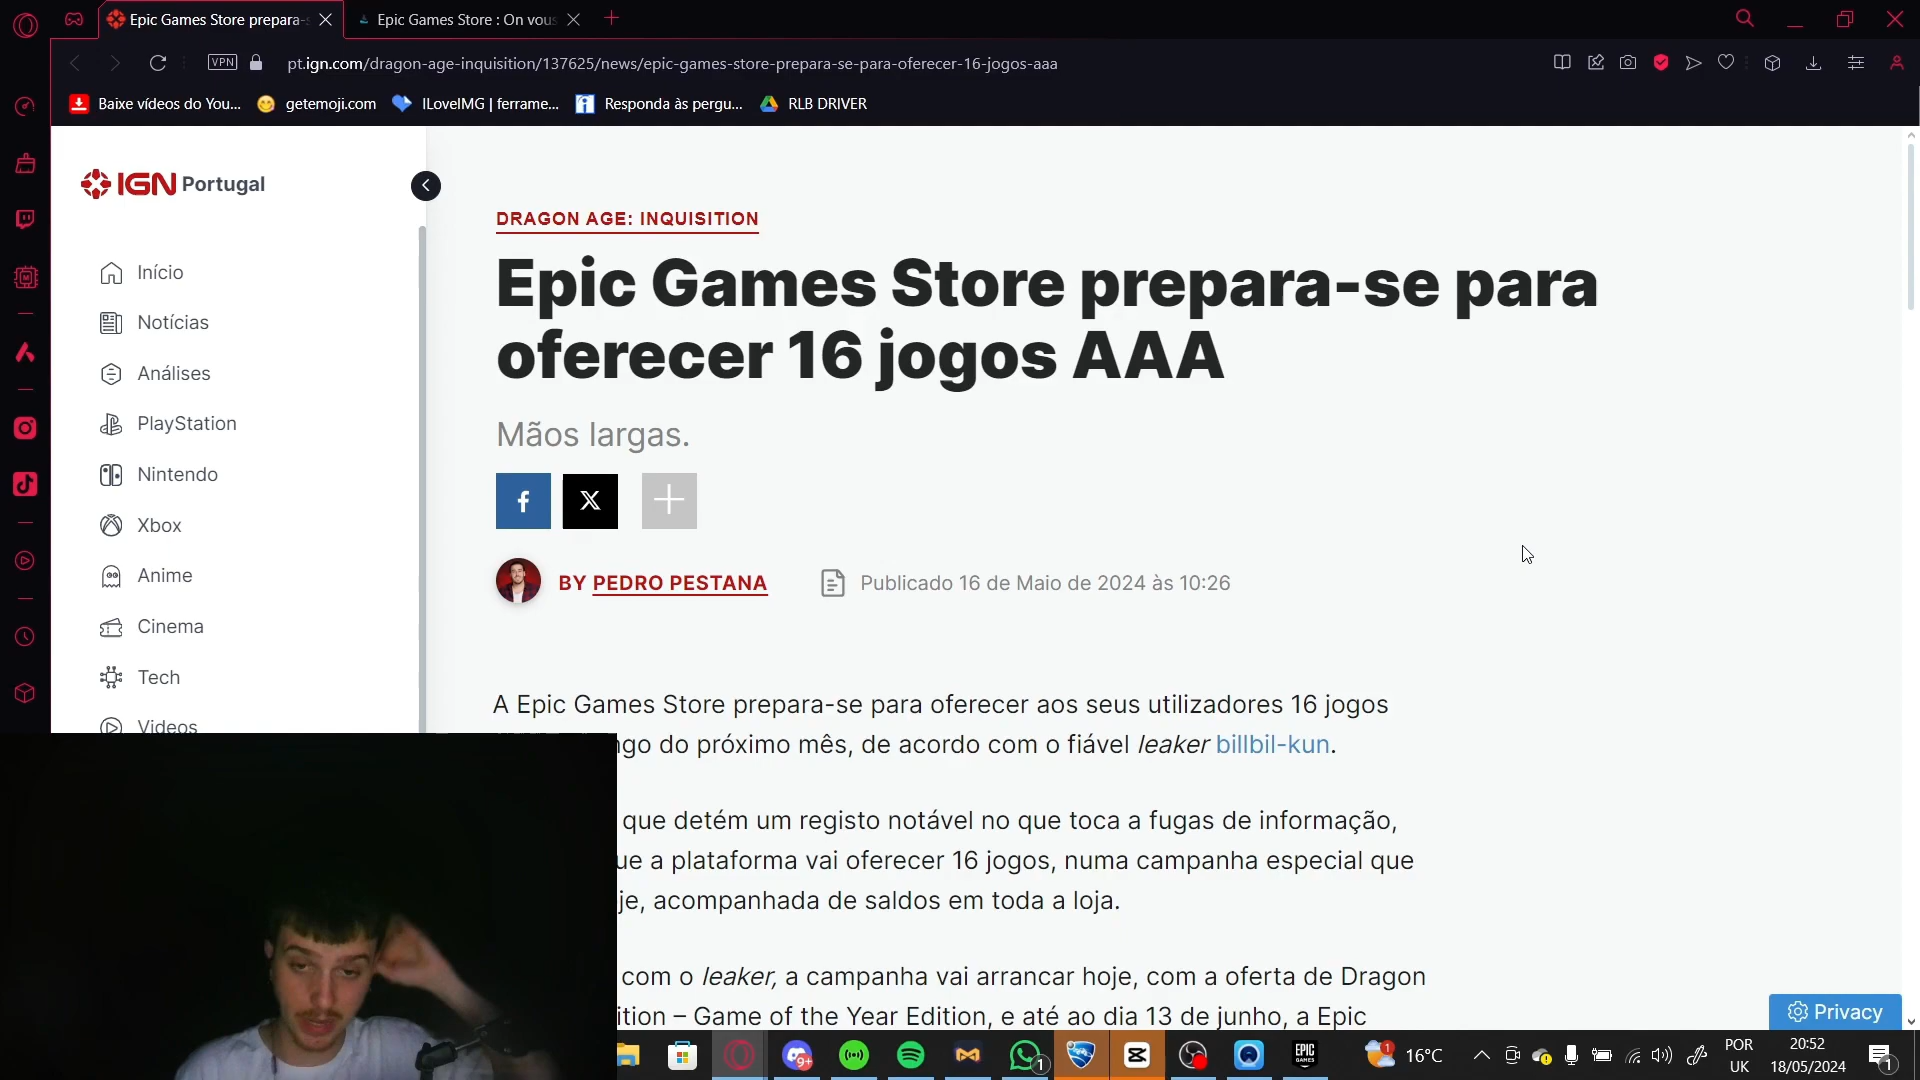 Epic Games Store prepara-
Epic Games Store : On vous
VPN
pt.ign.com/dragon-age-inquisition/137625/news/epic-games-store-prepara-se-para-oferecer-16-jogos-aaa
Baixe vídeos do You...
getemoji.com
ILoveIMG | ferrame...
Responda às pergu...
RLB DRIVER
IGN Portugal
Início
Notícias
Análises
PlayStation
Nintendo
Xbox
Anime
Cinema
Tech
Videos
DRAGON AGE: INQUISITION
Epic Games Store prepara-se para
oferecer 16 jogos AAA
Mãos largas.
BY PEDRO PESTANA
Publicado 16 de Maio de 2024 às 10:26
A Epic Games Store prepara-se para oferecer aos seus utilizadores 16 jogos
do próximo mês, de acordo com o fiável leaker billbil-kun.
que detém um registo notável no que toca a fugas de informação,
a plataforma vai oferecer 16 jogos, numa campanha especial que
acompanhada de saldos em toda a loja.
com o leaker, a campanha vai arrancar hoje, com a oferta de Dragon
– Game of the Year Edition, e até ao dia 13 de junho, a Epic
Privacy
9+
1
EPIC
GAMES
1
16°C
POR
UK
20:52
18/05/2024
1